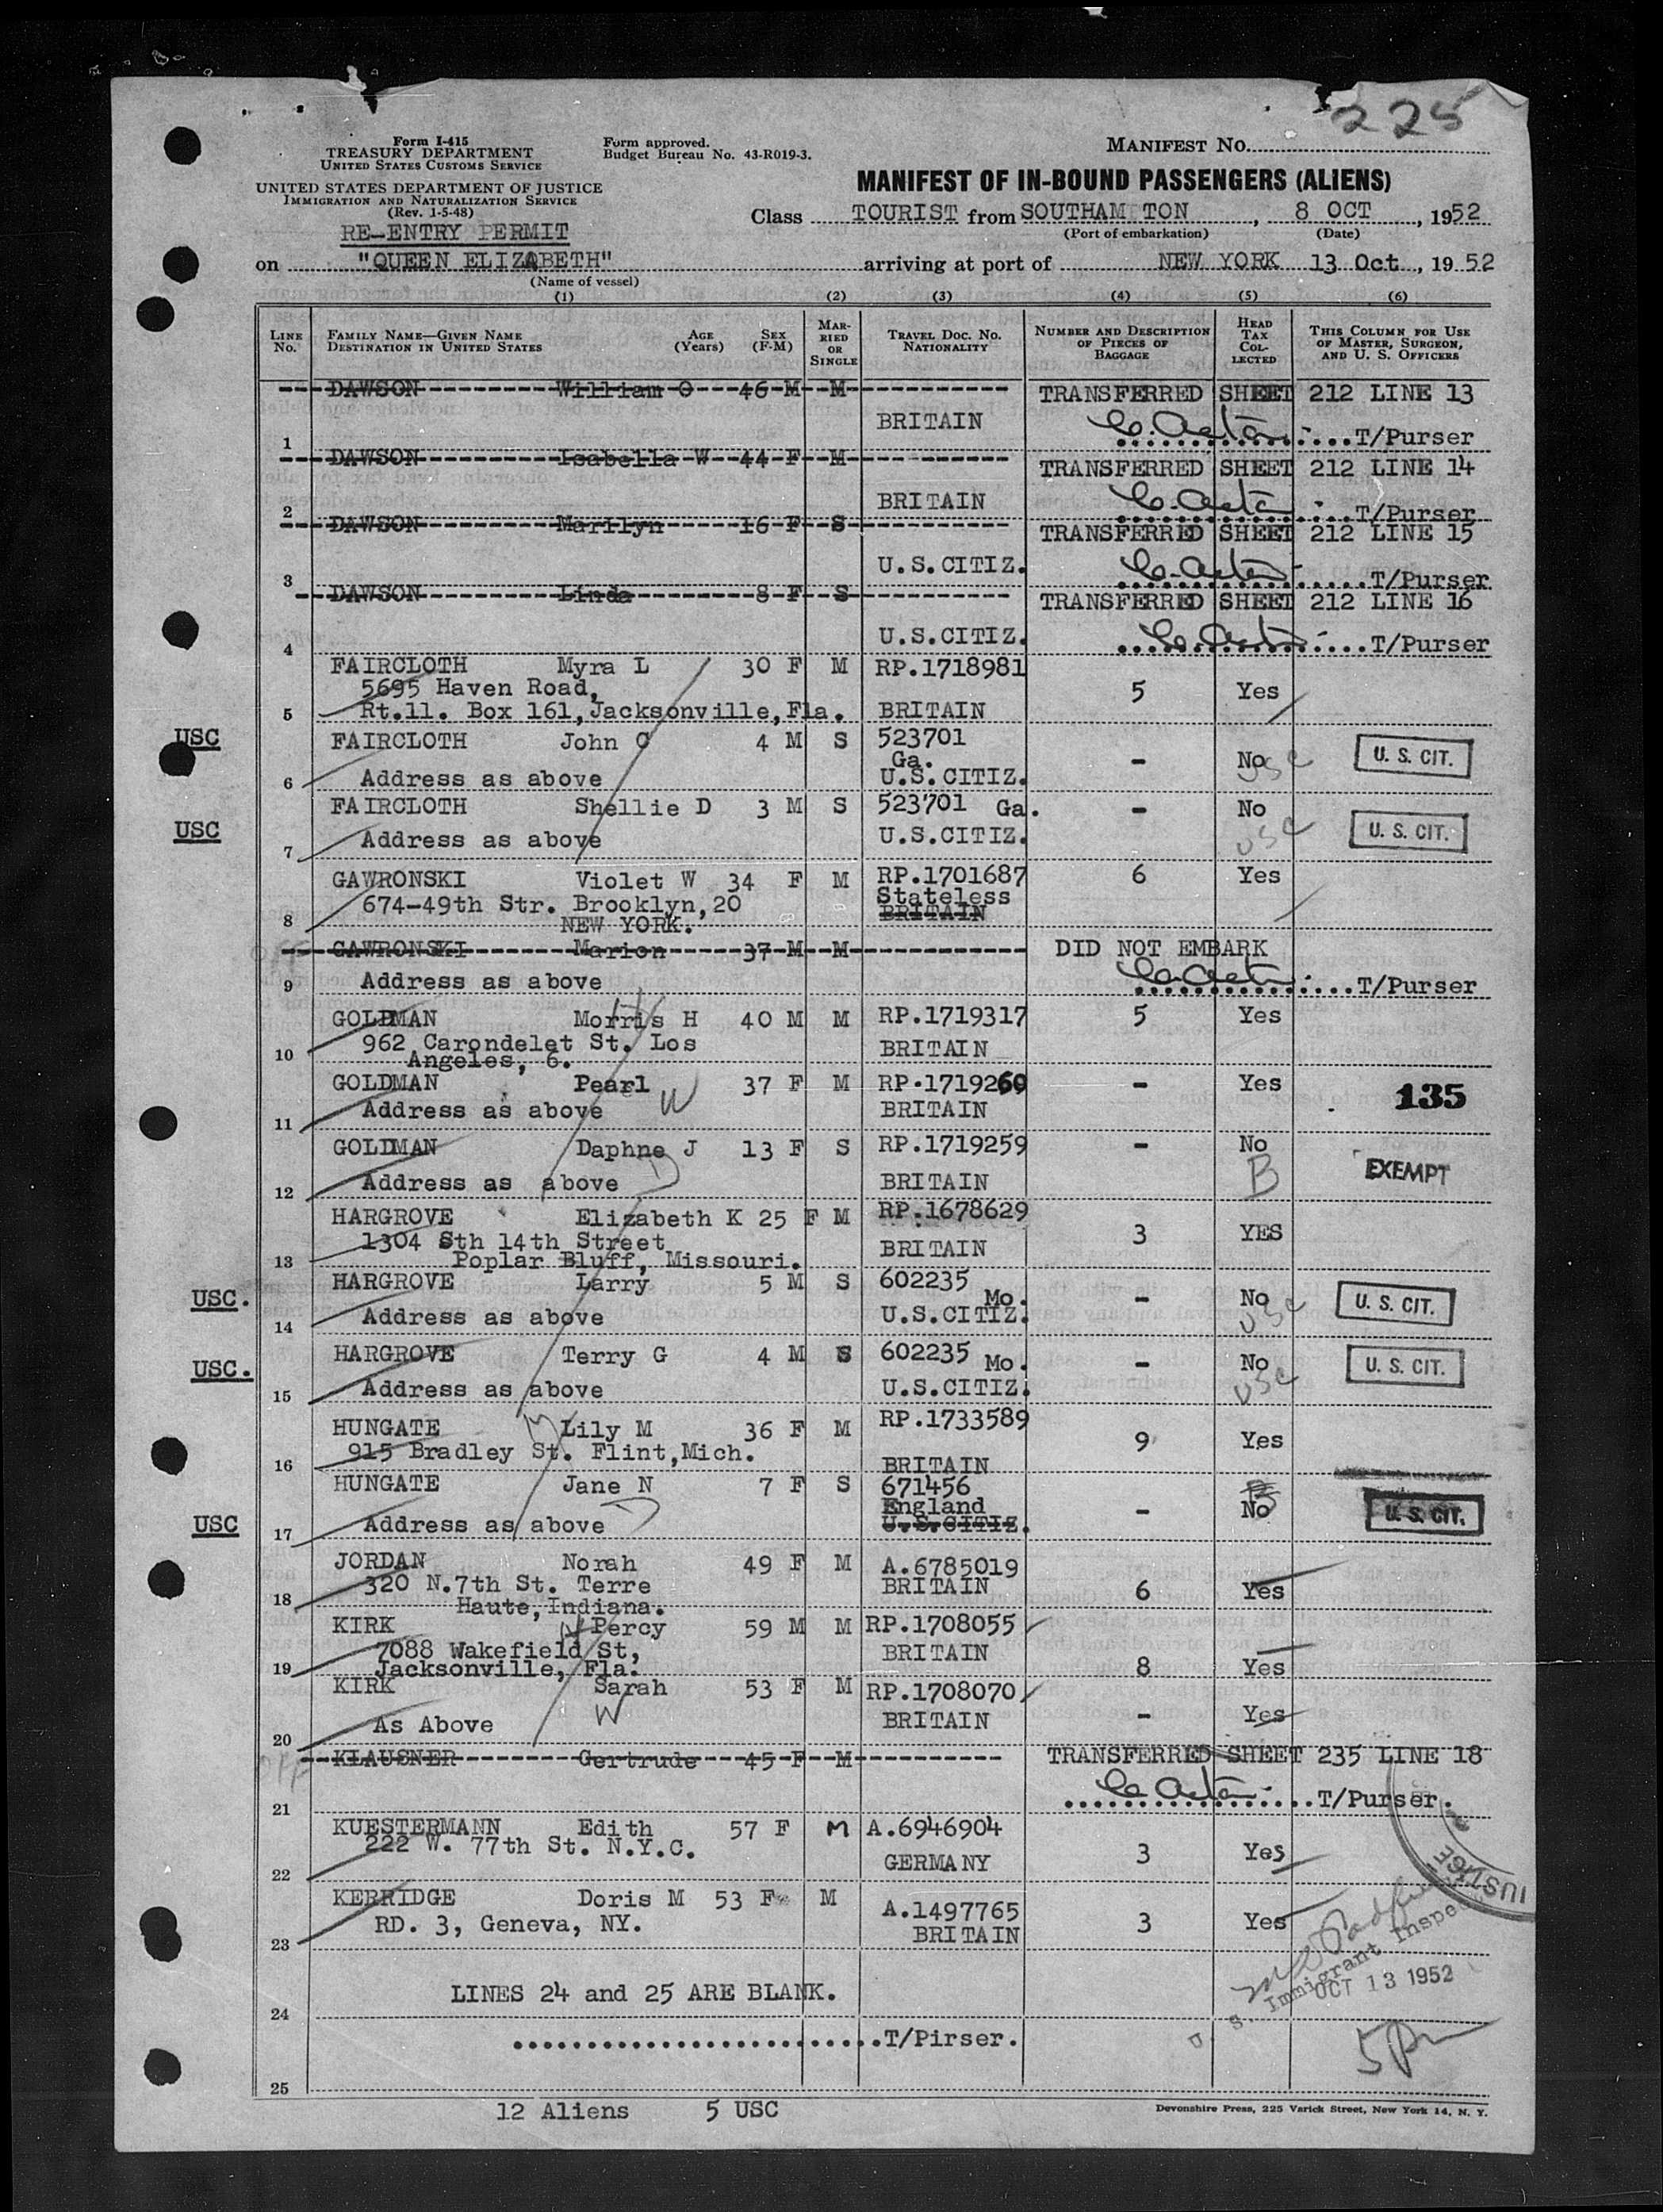 225
Form I-415
TREASURY DEPARTMENT
UNITED STATES CUSTOMS SERVICE
Form approved.
Budget Bureau No. 43-R019-3.
MANIFEST NO.
UNITED STATES DEPARTMENT OF JUSTICE
IMMIGRATION AND NATURALIZATION SERVICE
(Rev. 1-5-48)
MANIFEST OF IN-BOUND PASSENGERS (ALIENS)
Class TOURIST from SOUTHAM TON, 8 OCT, 1952
(Port of embarkation) (Date)
RE-ENTRY PERMIT
on "QUEEN ELIZABETH" arriving at port of NEW YORK 13 Oct, 1952
(Name of vessel)
(1) (2) (3) (4) (5) (6)
LINE NO. FAMILY NAME—GIVEN NAME DESTINATION IN UNITED STATES AGE (Years) SEX (F-M) MARRIED OR SINGLE TRAVEL DOC. NO. NATIONALITY NUMBER AND DESCRIPTION OF PIECES OF BAGGAGE HEAD TAX COLLECTED THIS COLUMN FOR USE OF MASTER, SURGEON, AND U. S. OFFICERS
DAWSON William O 46 M M TRANSFERRED SHEET 212 LINE 13
1 BRITAIN T/Purser
DAWSON Isabella W 44 F M TRANSFERRED SHEET 212 LINE 14
2 BRITAIN T/Purser
DAWSON Marilyn 16 F S TRANSFERRED SHEET 212 LINE 15
3 U.S.CITIZ. T/Purser
DAWSON Linda 8 F S TRANSFERRED SHEET 212 LINE 16
4 U.S.CITIZ. T/Purser
FAIRCLOTH Myra L 30 F M RP.1718981
5695 Haven Road, 5 Yes
5 Rt.11. Box 161,Jacksonville,Fla. BRITAIN
USC FAIRCLOTH John C 4 M S 523701
Ga. - No USC U. S. CIT.
6 Address as above U.S.CITIZ.
FAIRCLOTH Shellie D 3 M S 523701 Ga. - No
USC U. S. CIT.
7 Address as above U.S.CITIZ. USC
GAWRONSKI Violet W 34 F M RP.1701687 6 Yes
674-49th Str. Brooklyn,20 Stateless
8 NEW YORK. BRITAIN
GAWRONSKI Marion 37 M M DID NOT EMBARK
9 Address as above T/Purser
GOLDMAN Morris H 40 M M RP.1719317 5 Yes
962 Carondelet St. Los BRITAIN
10 Angeles, 6.
GOLDMAN Pearl W 37 F M RP.1719260 - Yes 135
11 Address as above BRITAIN
GOLDMAN Daphne J 13 F S RP.1719259 - No
12 Address as above D BRITAIN B EXEMPT
HARGROVE Elizabeth K 25 F M RP.1678629
1304 Sth 14th Street 3 YES
13 Poplar Bluff, Missouri. BRITAIN
HARGROVE Larry 5 M S 602235
USC. Mo. - No U. S. CIT.
14 Address as above U.S.CITIZ. USC
HARGROVE Terry G 4 M S 602235 Mo. - No U. S. CIT.
USC.
15 Address as above U.S.CITIZ. USC
HUNGATE Lily M 36 F M RP.1733589
915 Bradley St. Flint,Mich. 9 Yes
16 BRITAIN
HUNGATE Jane N 7 F S 671456
England - No U. S. CIT.
USC 17 Address as above D U.S.CITIZ.
JORDAN Norah 49 F M A.6785019
320 N.7th St. Terre BRITAIN 6 Yes
18 Haute,Indiana.
KIRK H Percy 59 M M RP.1708055
7088 Wakefield St, BRITAIN
19 Jacksonville, Fla. 8 Yes
KIRK Sarah 53 F M RP.1708070
20 As Above W BRITAIN - Yes
KLAUSNER Gertrude 45 F M TRANSFERRED SHEET 235 LINE 18
21 T/Purser.
KUESTERMANN Edith 57 F M A.6946904
222 W. 77th St. N.Y.C. 3 Yes
22 GERMANY
KERRIDGE Doris M 53 F M A.1497765
RD. 3, Geneva, NY. BRITAIN 3 Yes
23
JUSTICE
U. S. Immigrant Inspe
OCT 13 1952
LINES 24 and 25 ARE BLANK.
24
T/Pirser.
5 pm
25
12 Aliens 5 USC
Devonshire Press, 225 Varick Street, New York 14, N. Y.